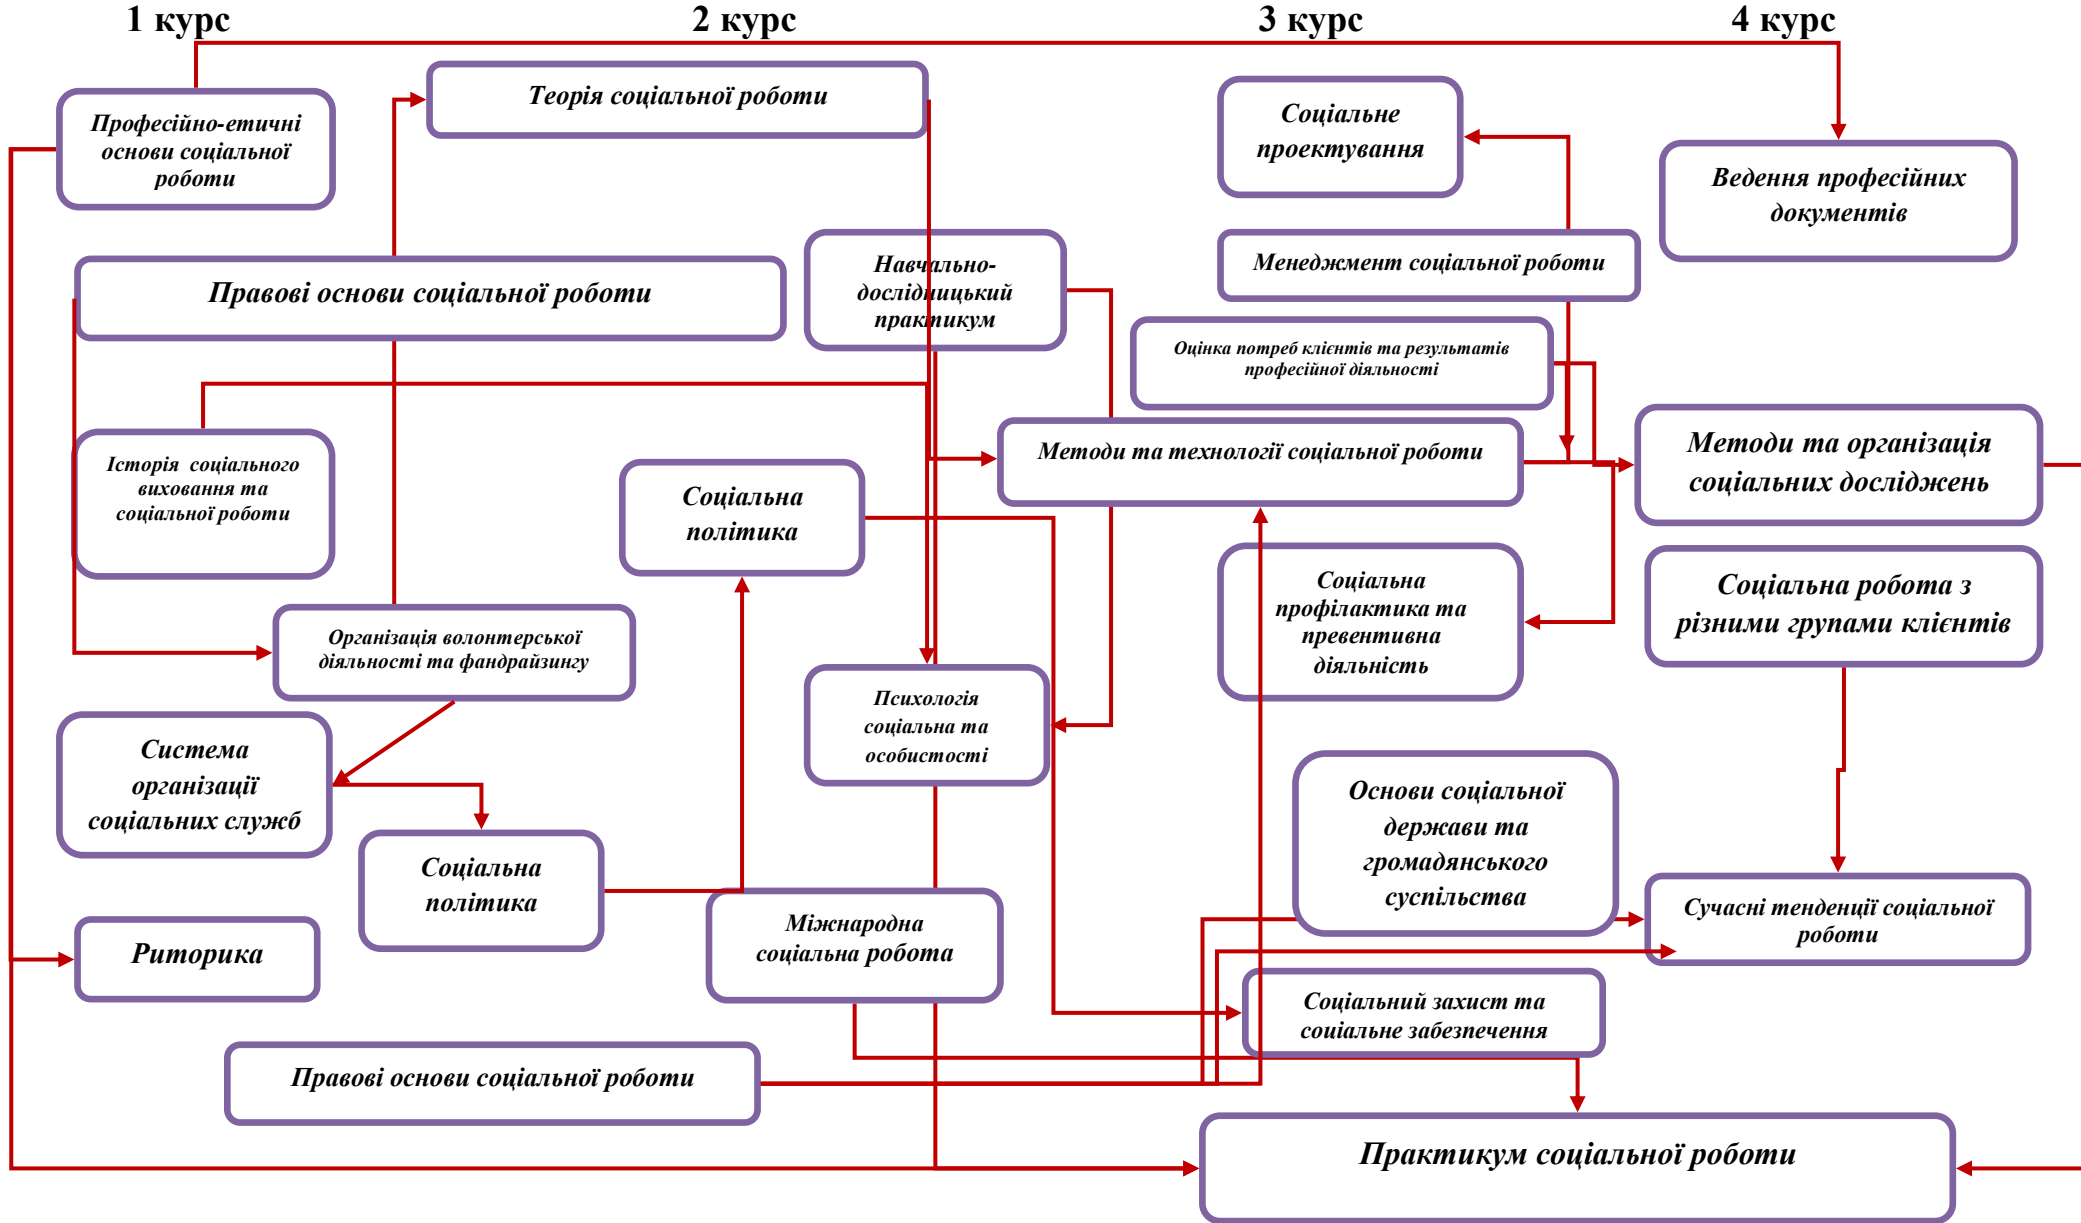 1 курс
2 курс
3 курс
4 курс
Професійно-етичні
основи соціальної
роботи
Теорія соціальної роботи
Соціальне
проектування
Ведення професійних
документів
Правові основи соціальної роботи
Навчально-
дослідницький
практикум
Менеджмент соціальної роботи
Оцінка потреб клієнтів та результатів
професійної діяльності
Історія соціального
виховання та
соціальної роботи
Соціальна
політика
Методи та технології соціальної роботи
Методи та організація
соціальних досліджень
Організація волонтерської
діяльності та фандрайзингу
Соціальна
профілактика та
превентивна
діяльність
Соціальна робота з
різними групами клієнтів
Система
організації
соціальних служб
Психологія
соціальна та
особистості
Соціальна
політика
Основи соціальної
держави та
громадянського
суспільства
Риторика
Міжнародна
соціальна робота
Сучасні тенденції соціальної
роботи
Соціальний захист та
соціальне забезпечення
Правові основи соціальної роботи
Практикум соціальної роботи